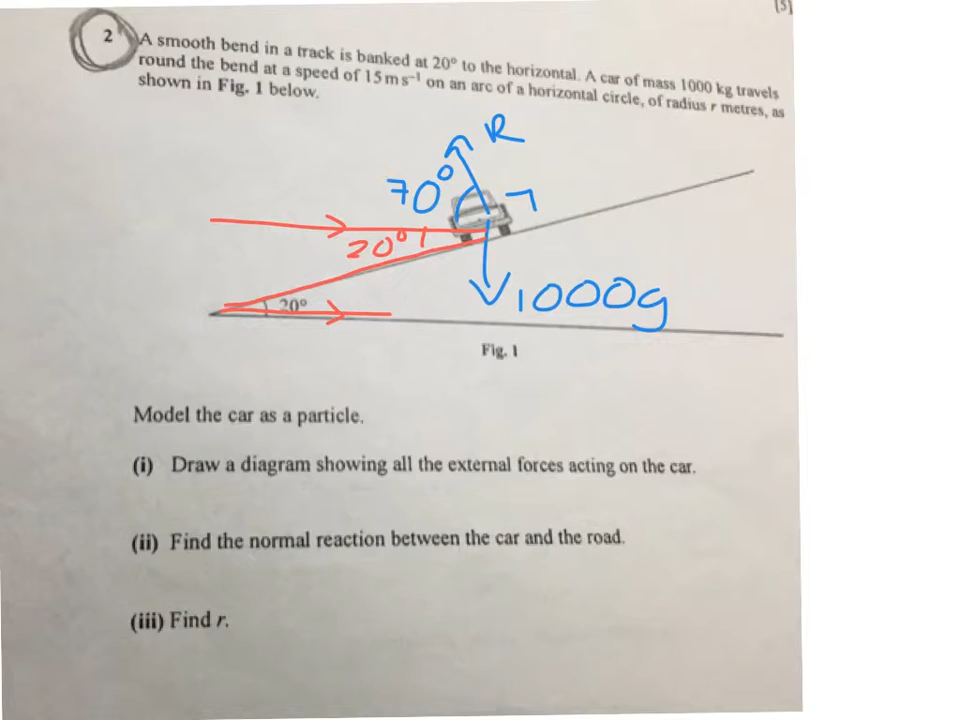 [5]
2 A smooth bend in a track is banked at 20° to the horizontal. A car of mass 1000 kg travels
round the bend at a speed of 15 m s⁻¹ on an arc of a horizontal circle, of radius r metres, as
shown in Fig. 1 below.
R
70°
20°
20°
1000g
Fig. 1
Model the car as a particle.
(i) Draw a diagram showing all the external forces acting on the car.
(ii) Find the normal reaction between the car and the road.
(iii) Find r.